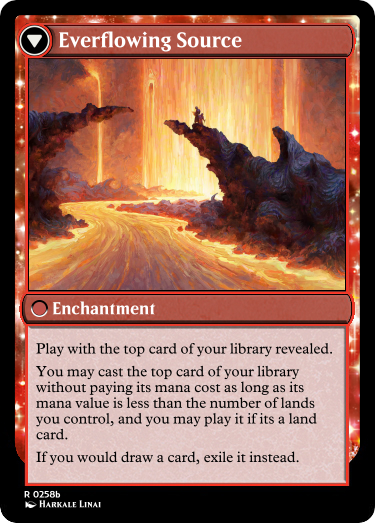 Everflowing Source
Enchantment
Play with the top card of your library revealed.
You may cast the top card of your library
without paying its mana cost as long as its
mana value is less than the number of lands
you control, and you may play it if its a land
card.
If you would draw a card, exile it instead.
R 0258b
Harkale Linai